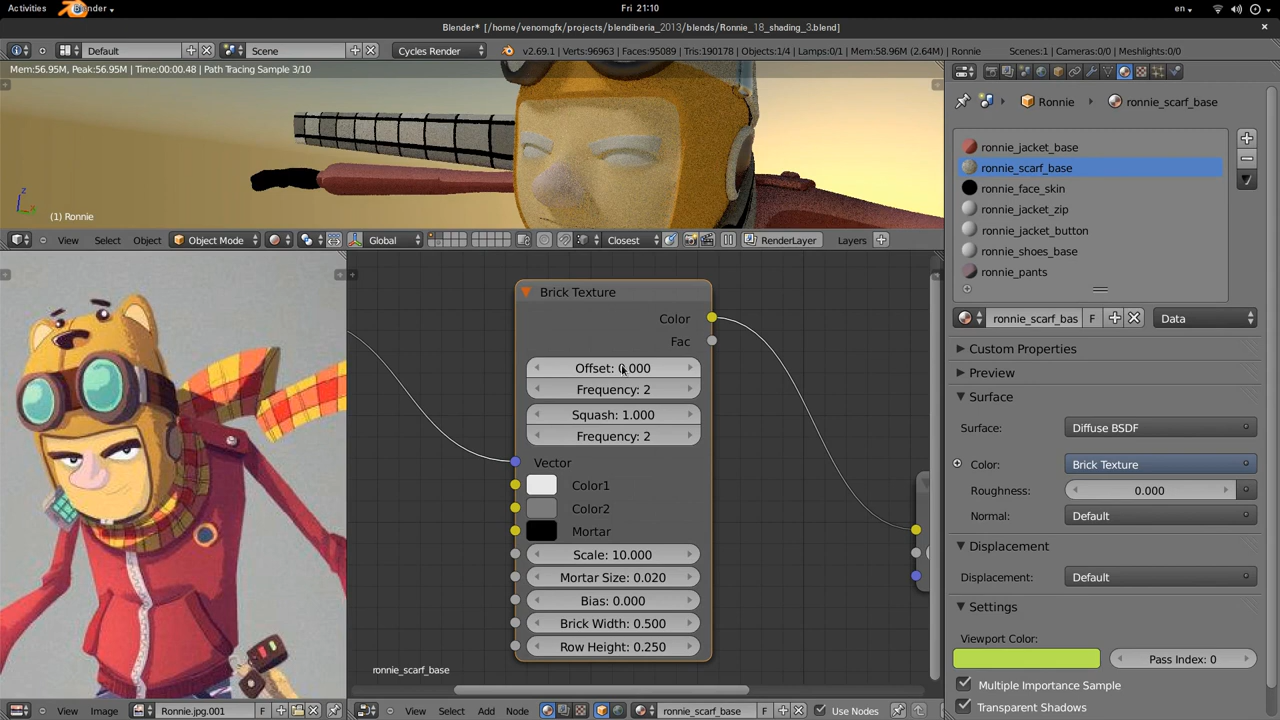 Activities Blender Fri 21:10 en
Blender* [/home/venomgfx/projects/blendiberia_2013/blends/Ronnie_18_shading_3.blend]
Default Scene Cycles Render v2.69.1 | Verts:96963 | Faces:95089 | Tris:190178 | Objects:1/4 | Lamps:0/1 | Mem:58.96M (2.64M) | Ronnie Scenes:1 | Cameras:0/0 | Meshlights:0/0
Mem:56.95M, Peak:56.95M | Time:00:00.48 | Path Tracing Sample 3/10
Ronnie ronnie_scarf_base
ronnie_jacket_base
ronnie_scarf_base
ronnie_face_skin
ronnie_jacket_zip
ronnie_jacket_button
ronnie_shoes_base
ronnie_pants
z
(1) Ronnie
View Select Object Object Mode Global Closest RenderLayer Layers
Brick Texture
Color
Fac
Offset: 0.000
Frequency: 2
Squash: 1.000
Frequency: 2
Vector
Color1
Color2
Mortar
Scale: 10.000
Mortar Size: 0.020
Bias: 0.000
Brick Width: 0.500
Row Height: 0.250
ronnie_scarf_base
ronnie_scarf_bas F Data
Custom Properties
Preview
Surface
Surface: Diffuse BSDF
Color: Brick Texture
Roughness: 0.000
Normal: Default
Displacement
Displacement: Default
Settings
Viewport Color:
Pass Index: 0
Multiple Importance Sample
Transparent Shadows
View Image Ronnie.jpg.001 F View Select Add Node ronnie_scarf_base F Use Nodes